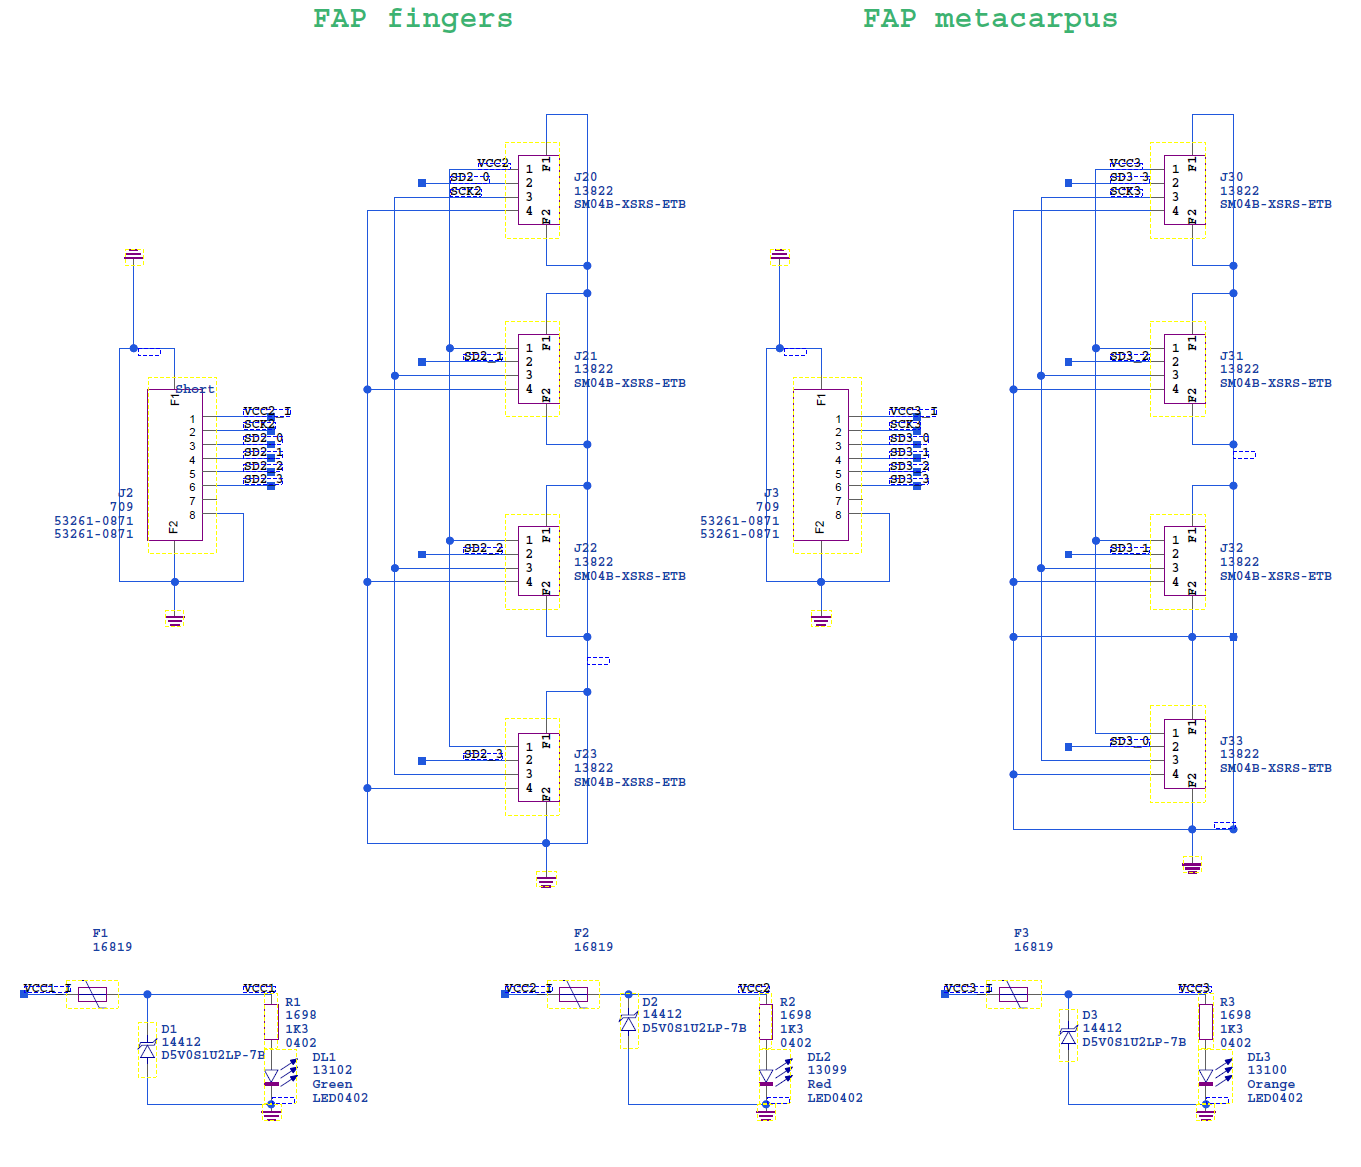 FAP fingers
FAP metacarpus
VCC2
SD2_0
SCK2
1
2
3
4
F1
F2
J20
13822
SM04B-XSRS-ETB
SD2_1
1
2
3
4
F1
F2
J21
13822
SM04B-XSRS-ETB
SD2_2
1
2
3
4
F1
F2
J22
13822
SM04B-XSRS-ETB
SD2_3
1
2
3
4
F1
F2
J23
13822
SM04B-XSRS-ETB
Short
F1
F2
1
2
3
4
5
6
7
8
VCC2_I
SCK2
SD2_0
SD2_1
SD2_2
SD2_3
J2
709
53261-0871
53261-0871
VCC3
SD3_3
SCK3
1
2
3
4
F1
F2
J30
13822
SM04B-XSRS-ETB
SD3_2
1
2
3
4
F1
F2
J31
13822
SM04B-XSRS-ETB
SD3_1
1
2
3
4
F1
F2
J32
13822
SM04B-XSRS-ETB
SD3_0
1
2
3
4
F1
F2
J33
13822
SM04B-XSRS-ETB
F1
F2
1
2
3
4
5
6
7
8
VCC3_I
SCK3
SD3_0
SD3_1
SD3_2
SD3_3
J3
709
53261-0871
53261-0871
F1
16819
VCC1_I
VCC1
D1
14412
D5V0S1U2LP-7B
R1
1698
1K3
0402
DL1
13102
Green
LED0402
F2
16819
VCC2_I
VCC2
D2
14412
D5V0S1U2LP-7B
R2
1698
1K3
0402
DL2
13099
Red
LED0402
F3
16819
VCC3_I
VCC3
D3
14412
D5V0S1U2LP-7B
R3
1698
1K3
0402
DL3
13100
Orange
LED0402